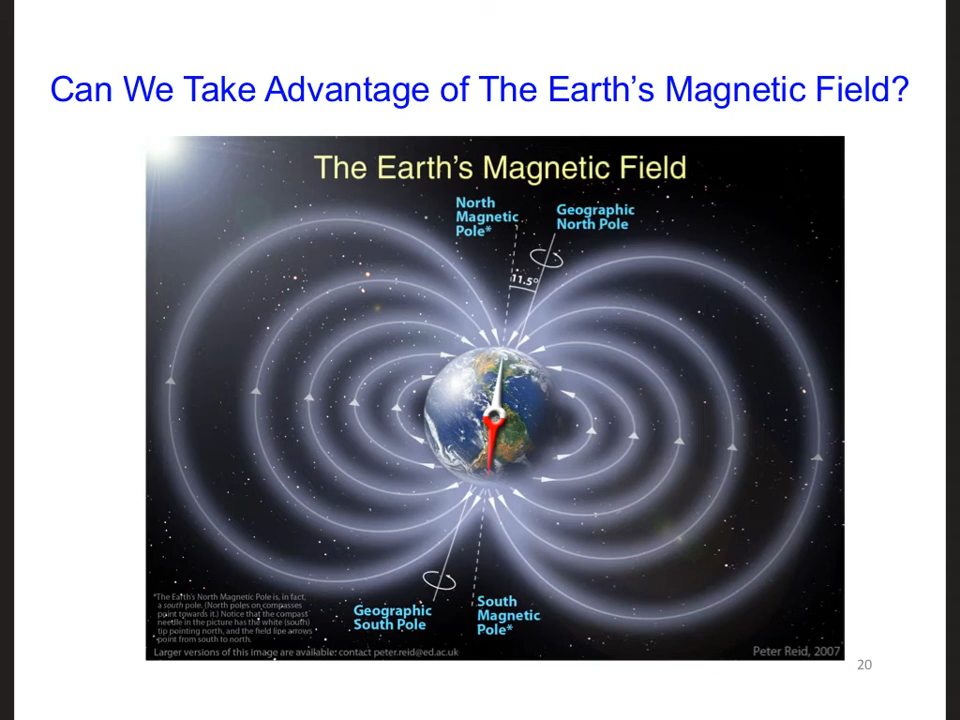 Can We Take Advantage of The Earth's Magnetic Field?
The Earth's Magnetic Field
North
Magnetic
Pole*
Geographic
North Pole
11.5°
Geographic
South Pole
South
Magnetic
Pole*
*The Earth's North Magnetic Pole is, in fact,
a south pole. (North poles on compasses
point towards it.) Notice that the compass
needle in the picture has the white (south)
tip pointing north, and the field line arrows
point from south to north.
Larger versions of this image are available: contact peter.reid@ed.ac.uk
Peter Reid, 2007
20